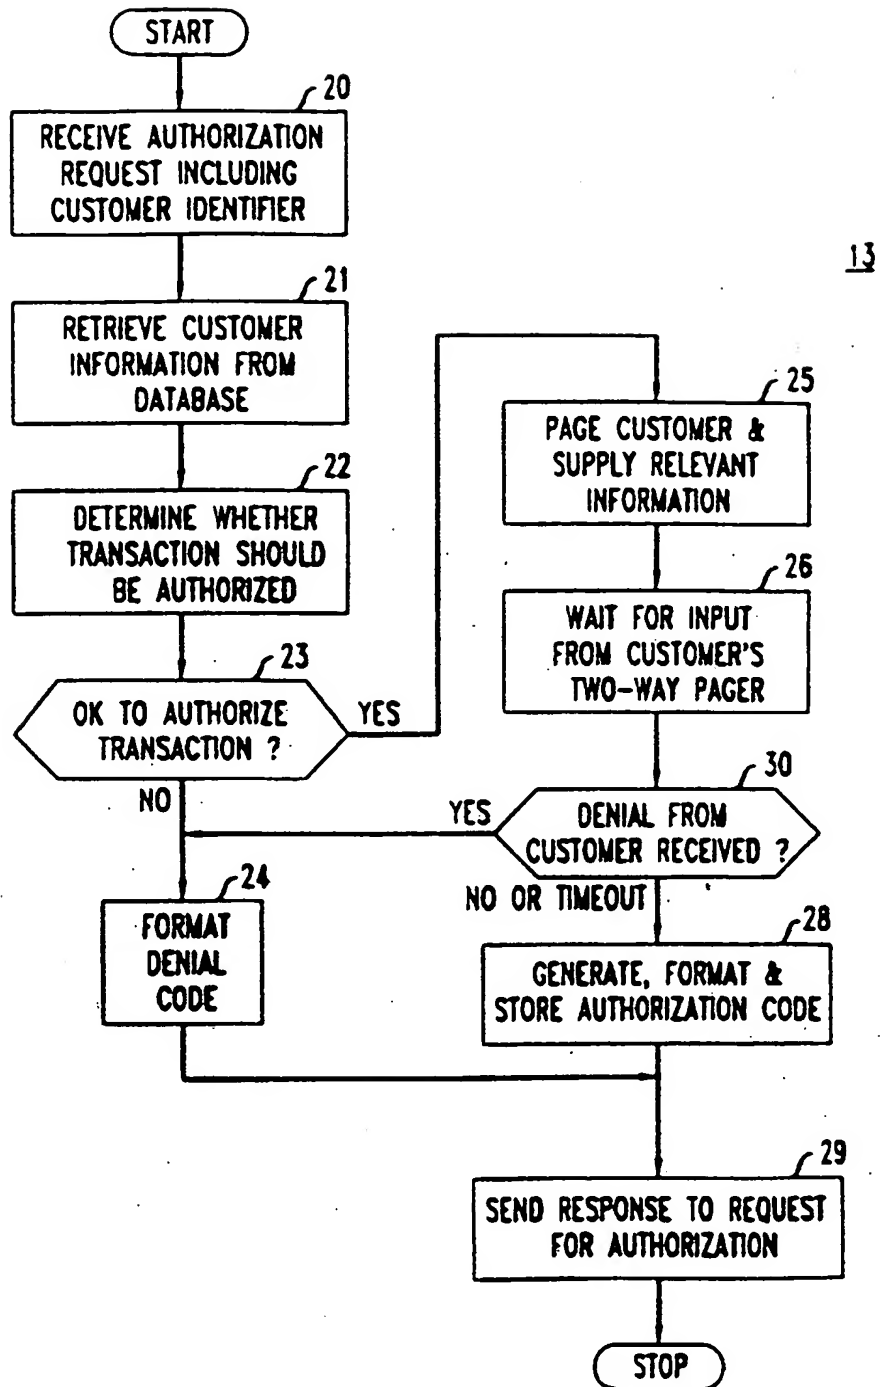 START
20
RECEIVE AUTHORIZATION
REQUEST INCLUDING
CUSTOMER IDENTIFIER
21
RETRIEVE CUSTOMER
INFORMATION FROM
DATABASE
22
DETERMINE WHETHER
TRANSACTION SHOULD
BE AUTHORIZED
23
OK TO AUTHORIZE
TRANSACTION ?
YES
NO
24
FORMAT
DENIAL
CODE
13
25
PAGE CUSTOMER &
SUPPLY RELEVANT
INFORMATION
26
WAIT FOR INPUT
FROM CUSTOMER'S
TWO-WAY PAGER
30
DENIAL FROM
CUSTOMER RECEIVED ?
YES
NO OR TIMEOUT
28
GENERATE, FORMAT &
STORE AUTHORIZATION CODE
29
SEND RESPONSE TO REQUEST
FOR AUTHORIZATION
STOP